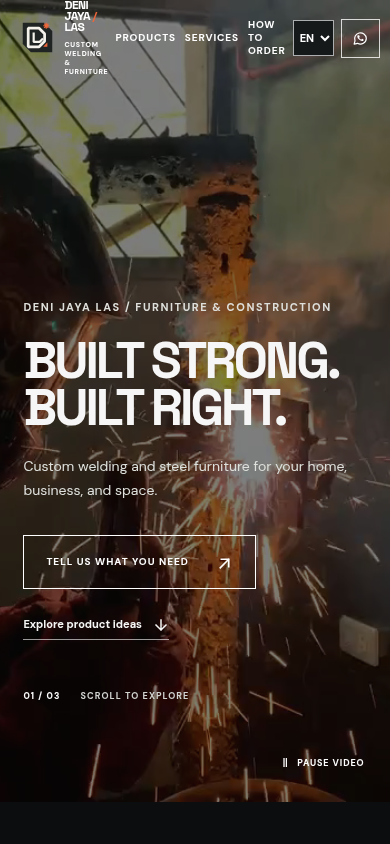 DENI
JAYA /
LAS
CUSTOM
WELDING
&
FURNITURE
PRODUCTS
SERVICES
HOW
TO
ORDER
EN
DENI JAYA LAS / FURNITURE & CONSTRUCTION
BUILT STRONG.
BUILT RIGHT.
Custom welding and steel furniture for your home,
business, and space.
TELL US WHAT YOU NEED
Explore product ideas
01 / 03 SCROLL TO EXPLORE
PAUSE VIDEO